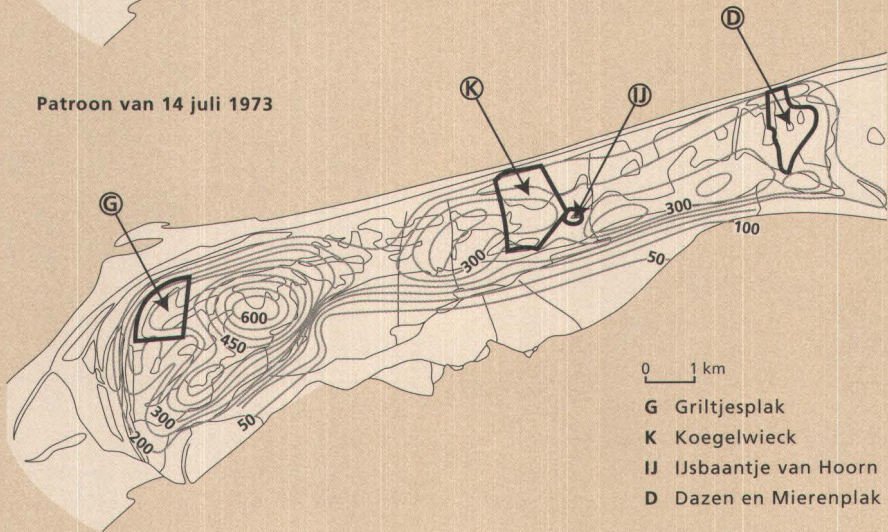 D
K
IJ
Patroon van 14 juli 1973
G
300
100
300
50
600
450
300
200
50
0 1 km
G Griltjesplak
K Koegelwieck
IJ IJsbaantje van Hoorn
D Dazen en Mierenplak